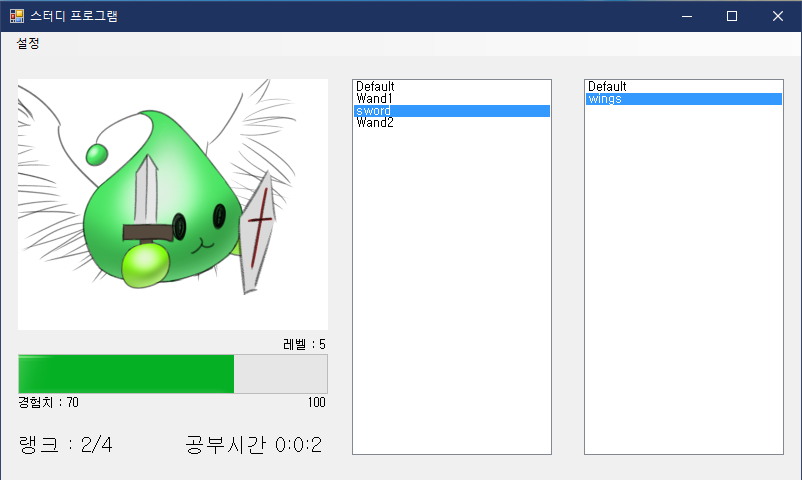 스터디 프로그램
설정
Default
Wand1
sword
Wand2
Default
wings
레벨 : 5
경험치 : 70
100
랭크 : 2/4
공부시간 0:0:2